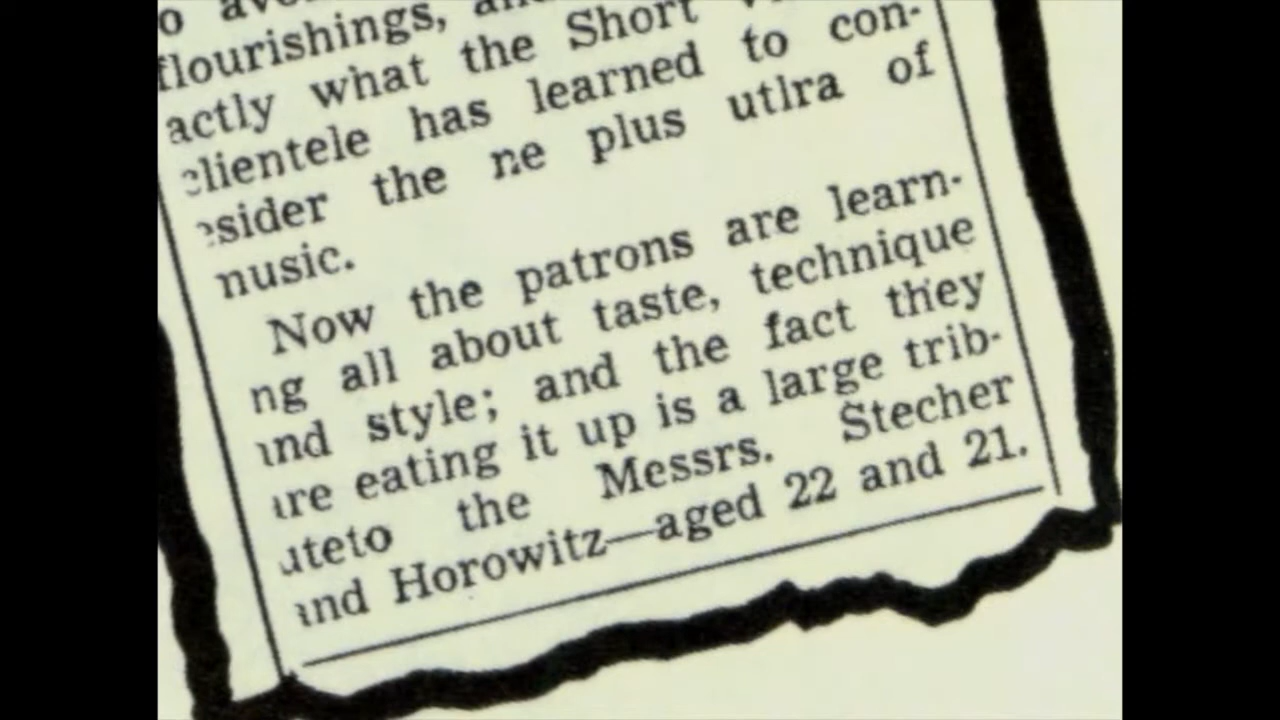 flourishings,
actly what the Short
clientele has learned to con-
esider the ne plus utlra of
music.
Now the patrons are learn-
ng all about taste, technique
and style; and the fact they
are eating it up is a large trib-
uteto the Messrs. Stecher
and Horowitz—aged 22 and 21.